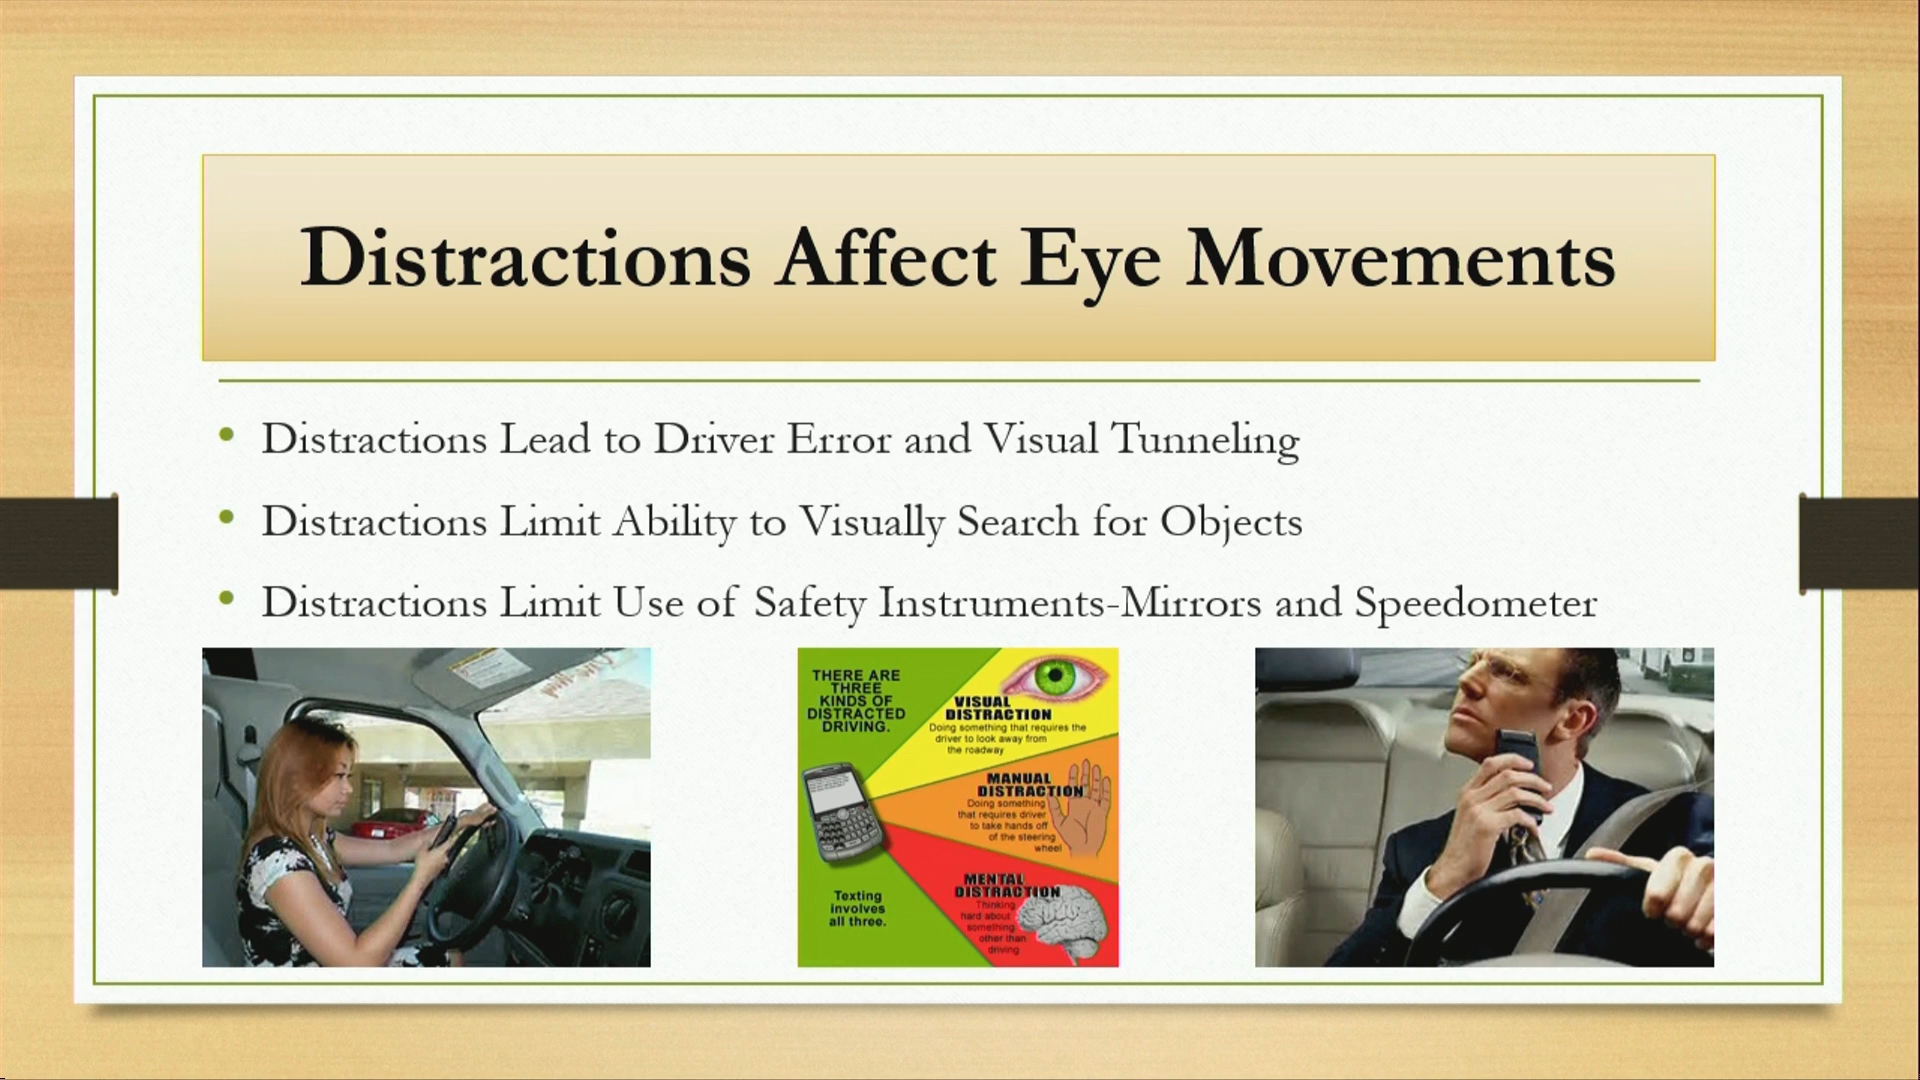 Distractions Affect Eye Movements
• Distractions Lead to Driver Error and Visual Tunneling
• Distractions Limit Ability to Visually Search for Objects
• Distractions Limit Use of Safety Instruments-Mirrors and Speedometer
THERE ARE
THREE
KINDS OF
DISTRACTED
DRIVING.
VISUAL
DISTRACTION
Doing something that requires the
driver to look away from
the roadway
MANUAL
DISTRACTION
Doing something
that requires driver
to take hands off
of the steering
wheel
MENTAL
DISTRACTION
Thinking
hard about
something
other than
driving
Texting
involves
all three.